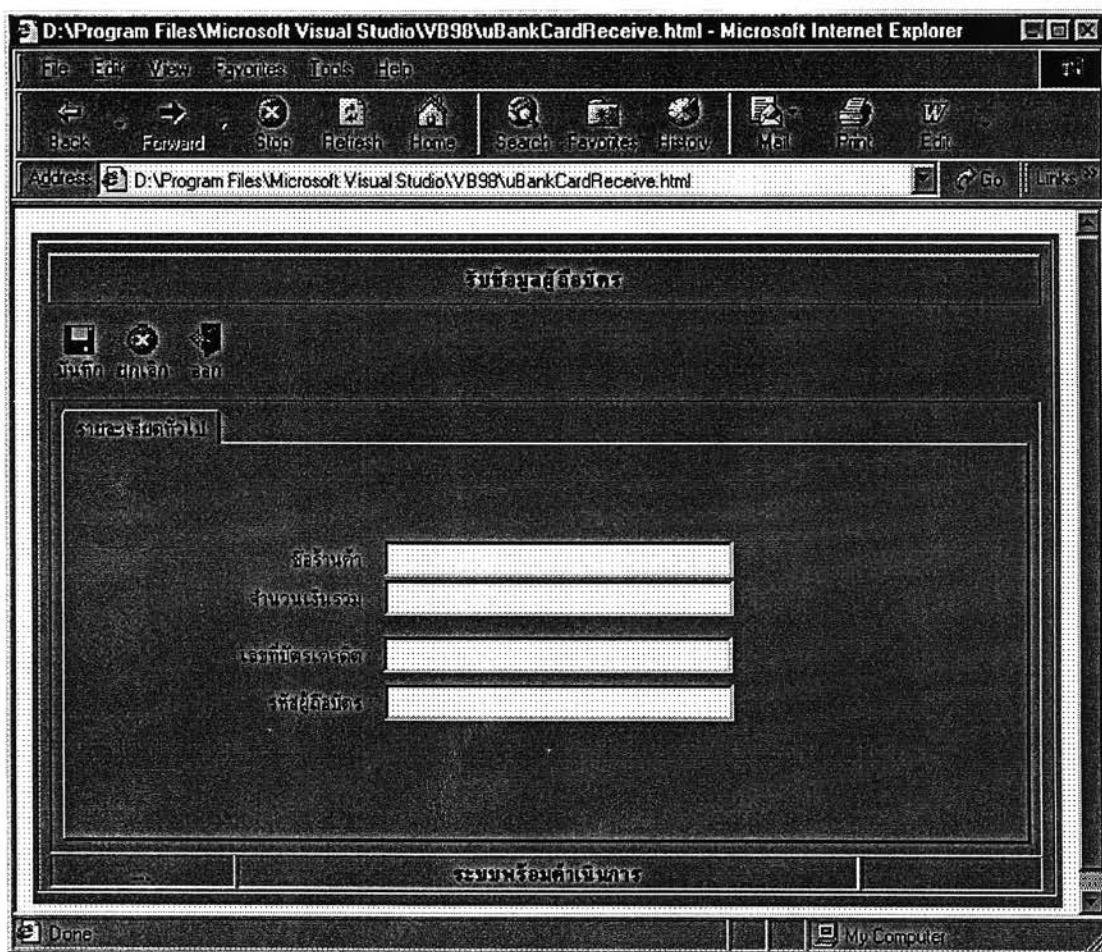 D:\Program Files\Microsoft Visual Studio\VB98\uBankCardReceive.html - Microsoft Internet Explorer
File Edit View Favorites Tools Help
Back Forward Stop Refresh Home Search Favorites History Mail Print Edit
Address D:\Program Files\Microsoft Visual Studio\VB98\uBankCardReceive.html Go Links »
รับข้อมูลผู้ถือบัตร
บันทึก ยกเลิก ออก
รายละเอียดทั่วไป
ชื่อร้านค้า
จำนวนเงินรวม
เลขที่บัตรเครดิต
รหัสผู้ถือบัตร
ระบบพร้อมดำเนินการ
Done My Computer